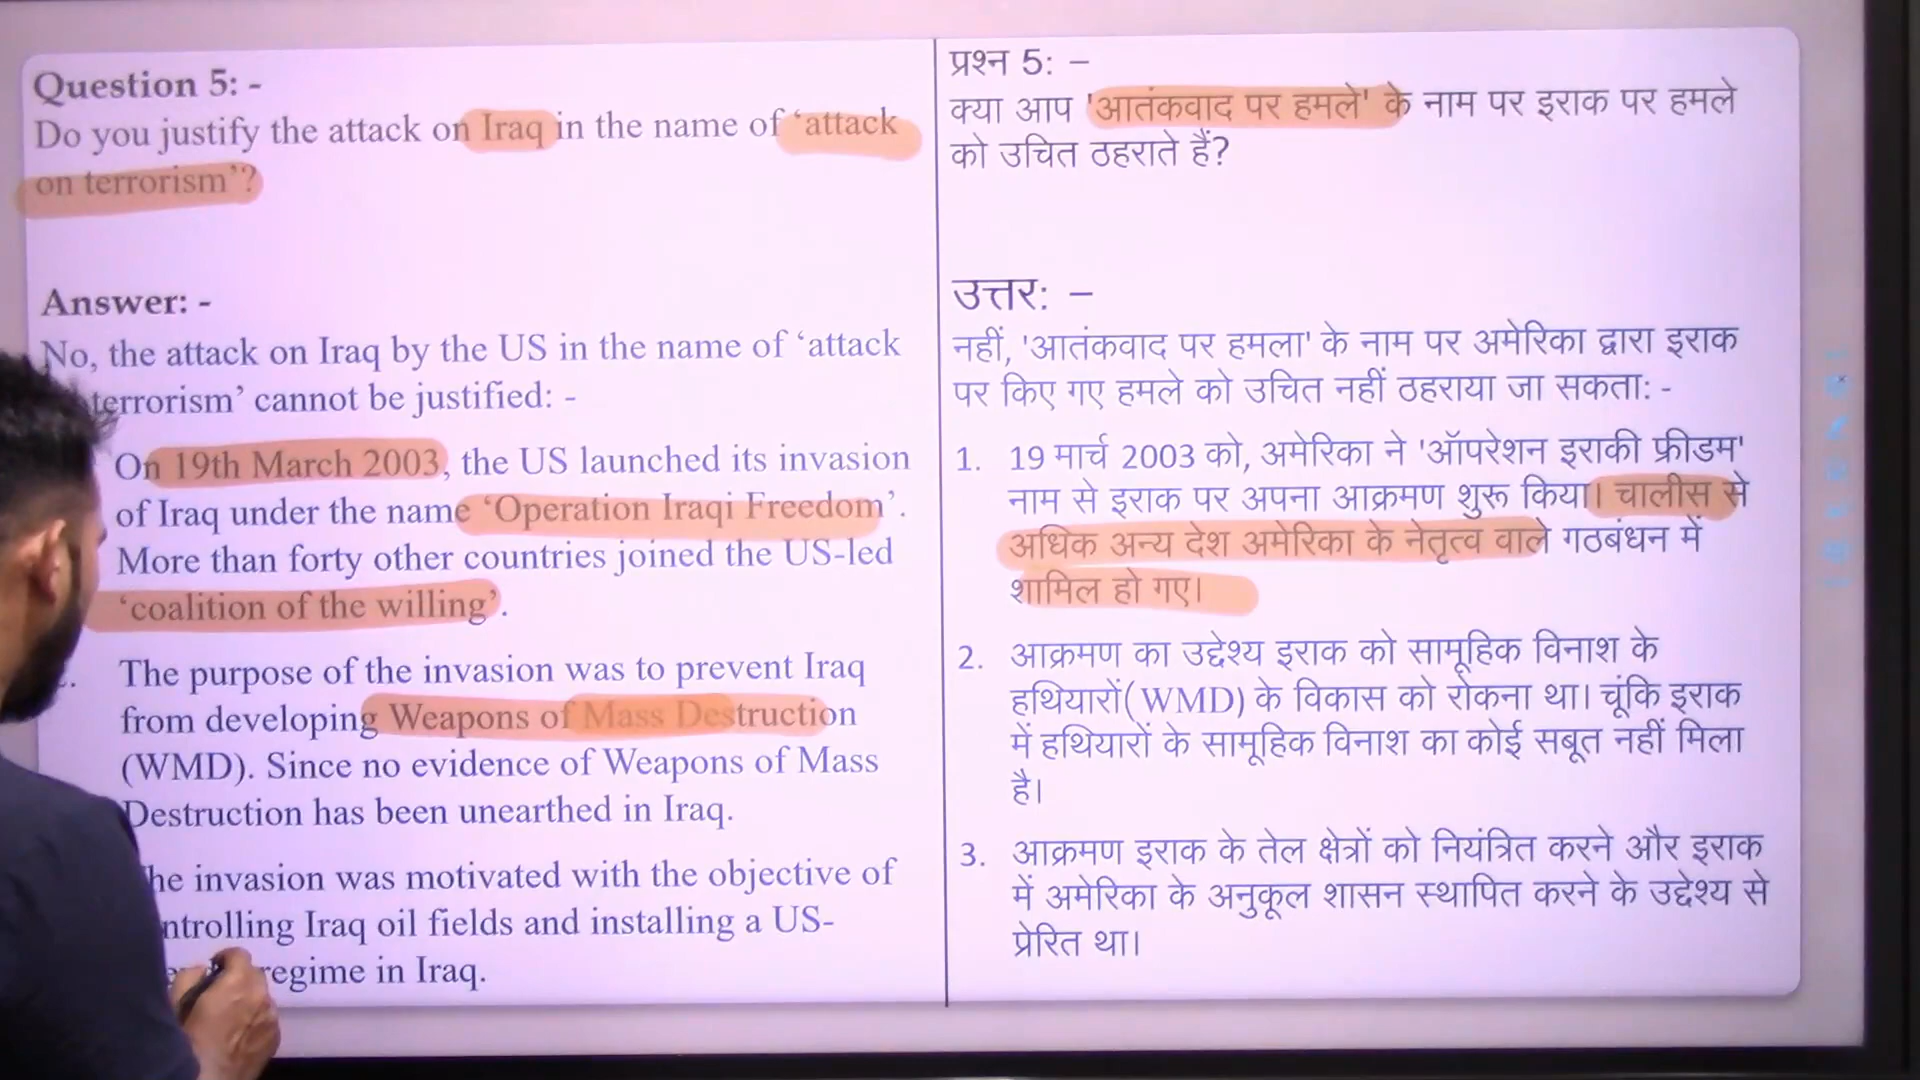 Question 5: -
Do you justify the attack on Iraq in the name of ‘attack
on terrorism’?
Answer: -
No, the attack on Iraq by the US in the name of ‘attack
terrorism’ cannot be justified: -
On 19th March 2003, the US launched its invasion
of Iraq under the name ‘Operation Iraqi Freedom’.
More than forty other countries joined the US-led
‘coalition of the willing’.
The purpose of the invasion was to prevent Iraq
from developing Weapons of Mass Destruction
(WMD). Since no evidence of Weapons of Mass
Destruction has been unearthed in Iraq.
he invasion was motivated with the objective of
ntrolling Iraq oil fields and installing a US-
regime in Iraq.
प्रश्न 5: –
क्या आप 'आतंकवाद पर हमले' के नाम पर इराक पर हमले
को उचित ठहराते हैं?
उत्तर: –
नहीं, 'आतंकवाद पर हमला' के नाम पर अमेरिका द्वारा इराक
पर किए गए हमले को उचित नहीं ठहराया जा सकता: -
1. 19 मार्च 2003 को, अमेरिका ने 'ऑपरेशन इराकी फ्रीडम'
नाम से इराक पर अपना आक्रमण शुरू किया। चालीस से
अधिक अन्य देश अमेरिका के नेतृत्व वाले गठबंधन में
शामिल हो गए।
2. आक्रमण का उद्देश्य इराक को सामूहिक विनाश के
हथियारों(WMD) के विकास को रोकना था। चूंकि इराक
में हथियारों के सामूहिक विनाश का कोई सबूत नहीं मिला
है।
3. आक्रमण इराक के तेल क्षेत्रों को नियंत्रित करने और इराक
में अमेरिका के अनुकूल शासन स्थापित करने के उद्देश्य से
प्रेरित था।